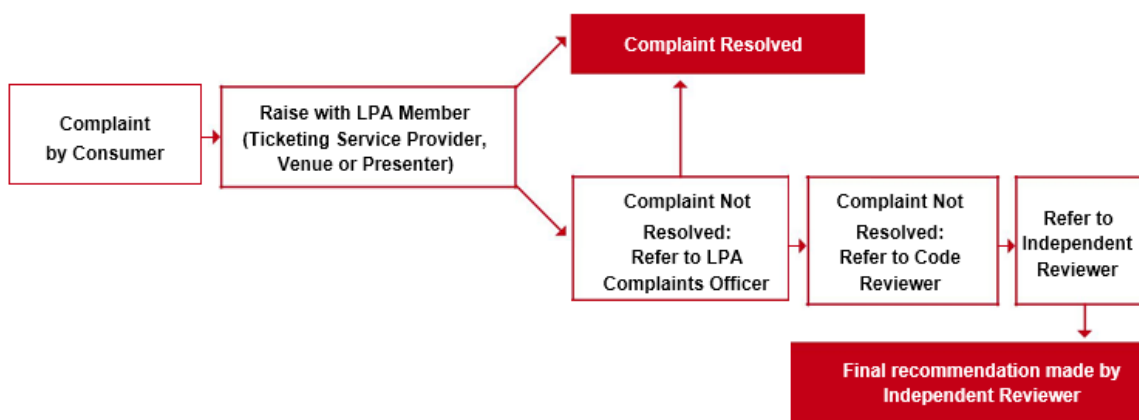 Complaint Resolved
Complaint
by Consumer
Raise with LPA Member
(Ticketing Service Provider,
Venue or Presenter)
Complaint Not
Resolved:
Refer to LPA
Complaints Officer
Complaint Not
Resolved:
Refer to Code
Reviewer
Refer to
Independent
Reviewer
Final recommendation made by
Independent Reviewer